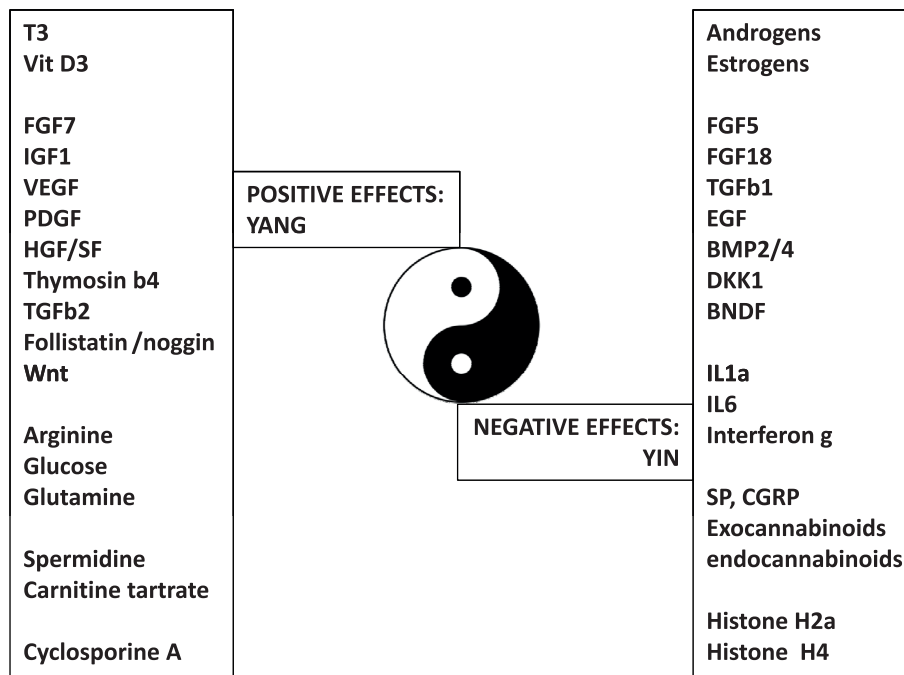 T3
Vit D3
FGF7
IGF1
VEGF
PDGF
HGF/SF
Thymosin b4
TGFb2
Follistatin /noggin
Wnt
Arginine
Glucose
Glutamine
Spermidine
Carnitine tartrate
Cyclosporine A
POSITIVE EFFECTS:
YANG
NEGATIVE EFFECTS:
YIN
Androgens
Estrogens
FGF5
FGF18
TGFb1
EGF
BMP2/4
DKK1
BNDF
IL1a
IL6
Interferon g
SP, CGRP
Exocannabinoids
endocannabinoids
Histone H2a
Histone H4